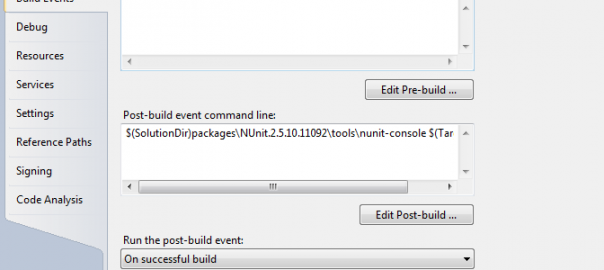 Build Events
Debug
Resources
Services
Settings
Reference Paths
Signing
Code Analysis
Edit Pre-build ...
Post-build event command line:
$(SolutionDir)packages\NUnit.2.5.10.11092\tools\nunit-console $(Tar
Edit Post-build ...
Run the post-build event:
On successful build